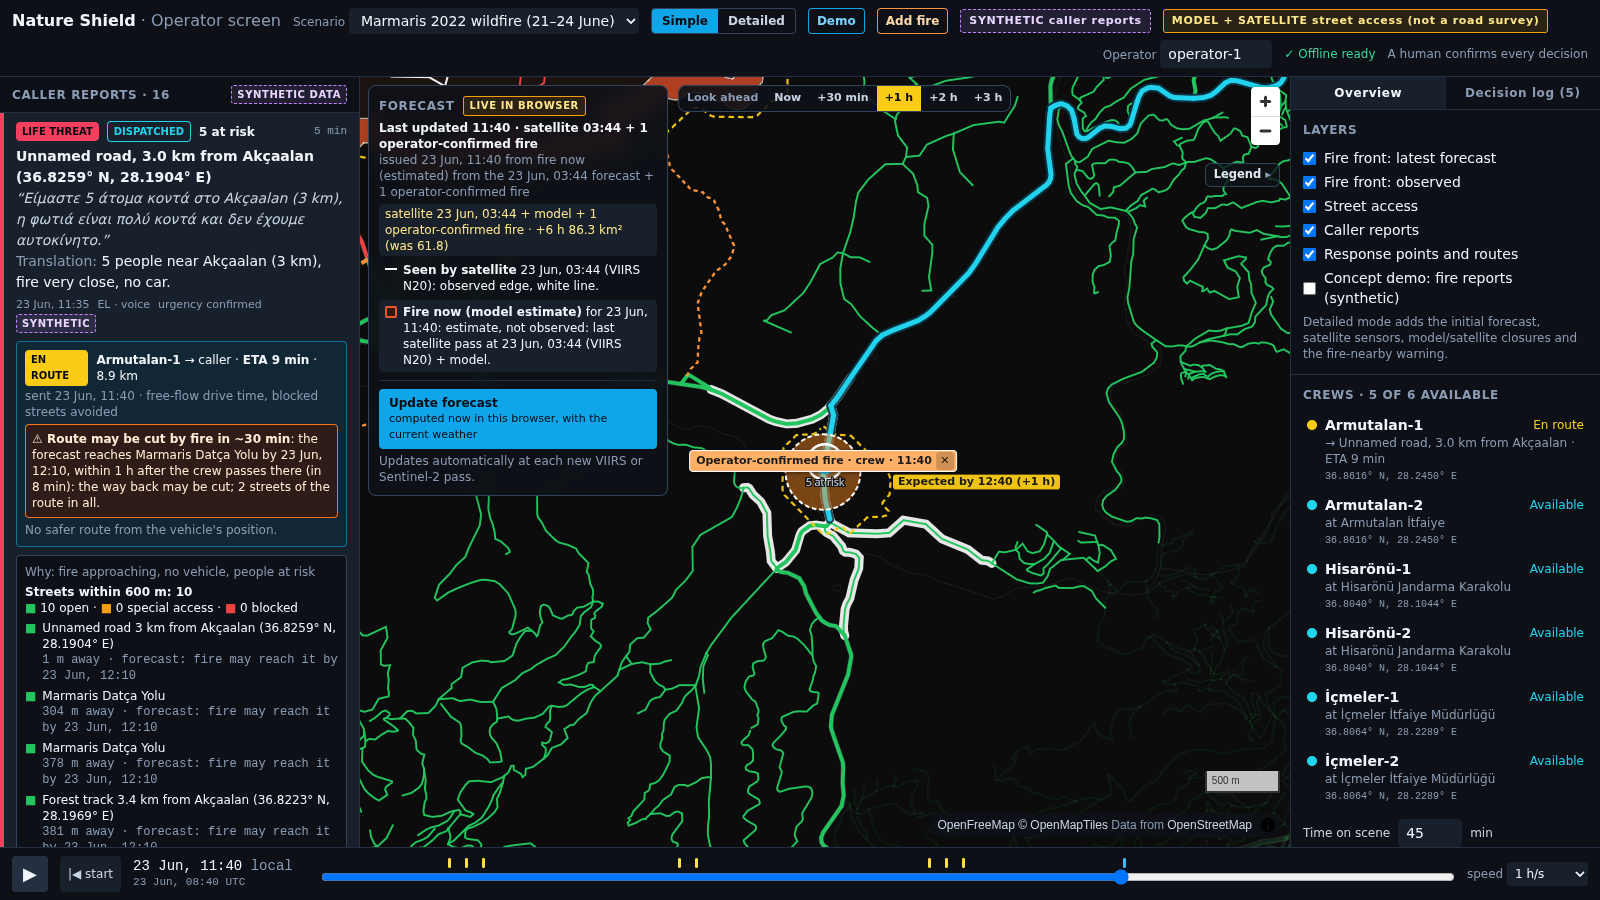 Nature Shield · Operator screen
Scenario
Marmaris 2022 wildfire (21–24 June)
Simple
Detailed
Demo
Add fire
SYNTHETIC caller reports
MODEL + SATELLITE street access (not a road survey)
Operator
operator-1
✓ Offline ready
A human confirms every decision
CALLER REPORTS · 16
SYNTHETIC DATA
LIFE THREAT
DISPATCHED
5 at risk
5 min
Unnamed road, 3.0 km from Akçaalan
(36.8259° N, 28.1904° E)
“Είμαστε 5 άτομα κοντά στο Akçaalan (3 km),
η φωτιά είναι πολύ κοντά και δεν έχουμε
αυτοκίνητο.”
Translation: 5 people near Akçaalan (3 km),
fire very close, no car.
23 Jun, 11:35 EL · voice urgency confirmed
SYNTHETIC
EN
ROUTE
Armutalan-1 → caller · ETA 9 min ·
8.9 km
sent 23 Jun, 11:40 · free-flow drive time, blocked
streets avoided
⚠ Route may be cut by fire in ~30 min: the
forecast reaches Marmaris Datça Yolu by 23 Jun,
12:10, within 1 h after the crew passes there (in
8 min): the way back may be cut; 2 streets of the
route in all.
No safer route from the vehicle's position.
Why: fire approaching, no vehicle, people at risk
Streets within 600 m: 10
10 open · 0 special access · 0 blocked
Unnamed road 3 km from Akçaalan (36.8259° N,
28.1904° E)
1 m away · forecast: fire may reach it by
23 Jun, 12:10
Marmaris Datça Yolu
304 m away · forecast: fire may reach it
by 23 Jun, 12:10
Marmaris Datça Yolu
378 m away · forecast: fire may reach it
by 23 Jun, 12:10
Forest track 3.4 km from Akçaalan (36.8223° N,
28.1969° E)
381 m away · forecast: fire may reach it
by 23 Jun, 12:10
FORECAST
LIVE IN BROWSER
Last updated 11:40 · satellite 03:44 + 1
operator-confirmed fire
issued 23 Jun, 11:40 from fire now
(estimated) from the 23 Jun, 03:44 forecast +
1 operator-confirmed fire
satellite 23 Jun, 03:44 + model + 1
operator-confirmed fire · +6 h 86.3 km²
(was 61.8)
Seen by satellite 23 Jun, 03:44 (VIIRS
N20): observed edge, white line.
Fire now (model estimate) for 23 Jun,
11:40: estimate, not observed: last
satellite pass at 23 Jun, 03:44 (VIIRS
N20) + model.
Update forecast
computed now in this browser, with the
current weather
Updates automatically at each new VIIRS or
Sentinel-2 pass.
Look ahead
Now
+30 min
+1 h
+2 h
+3 h
+
−
Legend ▸
Operator-confirmed fire · crew · 11:40 ✕
5 at risk
Expected by 12:40 (+1 h)
500 m
OpenFreeMap © OpenMapTiles Data from OpenStreetMap
Overview
Decision log (5)
LAYERS
Fire front: latest forecast
Fire front: observed
Street access
Caller reports
Response points and routes
Concept demo: fire reports
(synthetic)
Detailed mode adds the initial forecast,
satellite sensors, model/satellite closures and
the fire-nearby warning.
CREWS · 5 OF 6 AVAILABLE
Armutalan-1
En route
→ Unnamed road, 3.0 km from Akçaalan ·
ETA 9 min
36.8616° N, 28.2450° E
Armutalan-2
Available
at Armutalan İtfaiye
36.8616° N, 28.2450° E
Hisarönü-1
Available
at Hisarönü Jandarma Karakolu
36.8040° N, 28.1044° E
Hisarönü-2
Available
at Hisarönü Jandarma Karakolu
36.8040° N, 28.1044° E
İçmeler-1
Available
at İçmeler İtfaiye Müdürlüğü
36.8064° N, 28.2289° E
İçmeler-2
Available
at İçmeler İtfaiye Müdürlüğü
36.8064° N, 28.2289° E
Time on scene
45
min
▶
|◀ start
23 Jun, 11:40 local
23 Jun, 08:40 UTC
speed
1 h/s